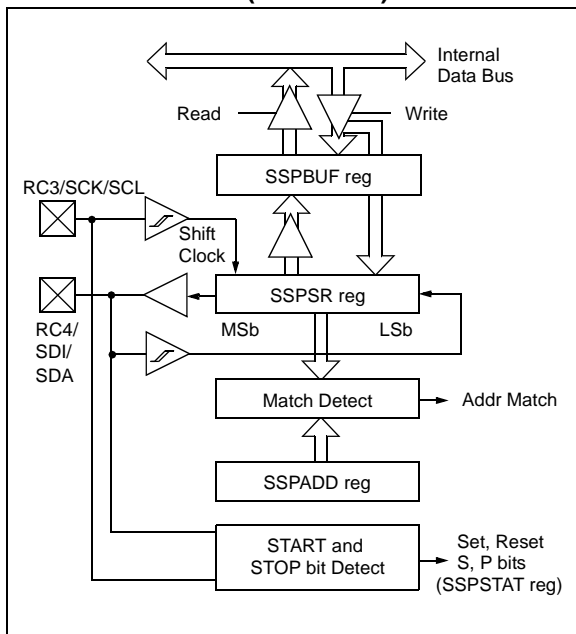 Internal
Data Bus
Read
Write
SSPBUF reg
RC3/SCK/SCL
Shift
Clock
SSPSR reg
MSb
LSb
RC4/
SDI/
SDA
Match Detect
Addr Match
SSPADD reg
START and
STOP bit Detect
Set, Reset
S, P bits
(SSPSTAT reg)